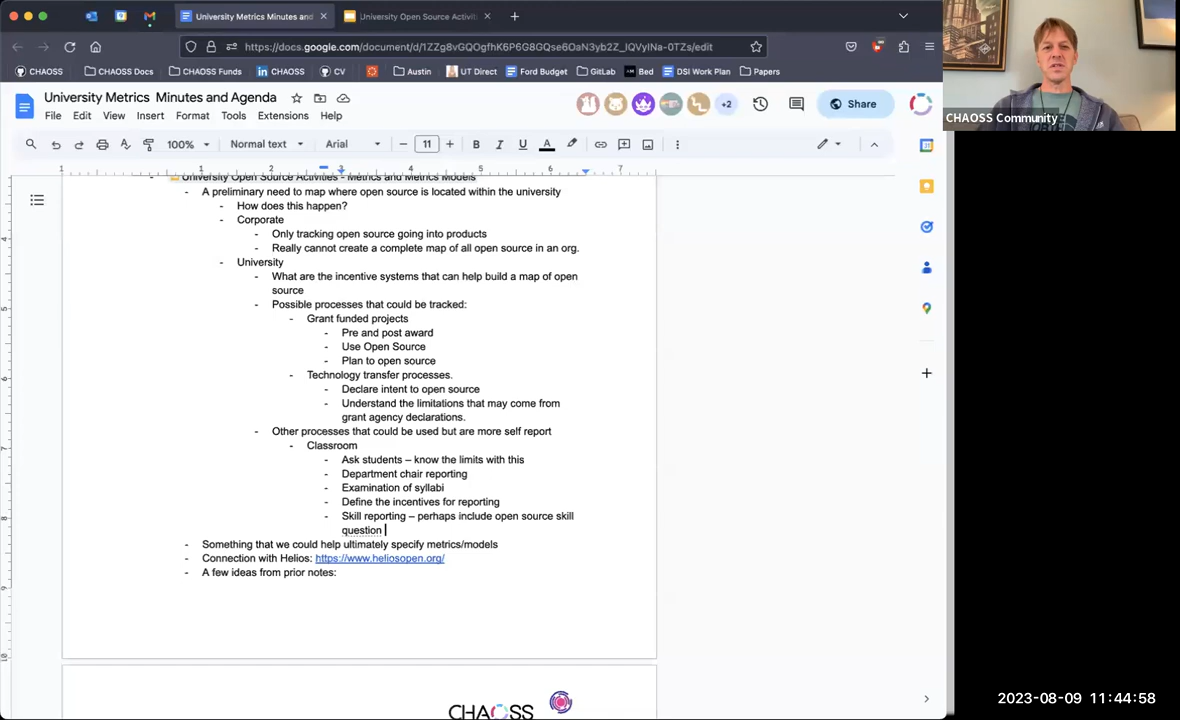 University Metrics Minutes and
University Open Source Activiti
https://docs.google.com/document/d/1ZZg8vGQOgfhK6P6G8GQse6OaN3yb2Z_lQVyINa-0TZs/edit
CHAOSS
CHAOSS Docs
CHAOSS Funds
CHAOSS
CV
Austin
UT Direct
Ford Budget
GitLab
Bed
DSI Work Plan
Papers
University Metrics Minutes and Agenda
File Edit View Insert Format Tools Extensions Help
+2
Share
CHAOSS Community
100%
Normal text
Arial
11
1 1 2 3 4 5 6 7
University Open Source Activities - Metrics and Metrics Models
- A preliminary need to map where open source is located within the university
- How does this happen?
- Corporate
- Only tracking open source going into products
- Really cannot create a complete map of all open source in an org.
- University
- What are the incentive systems that can help build a map of open
source
- Possible processes that could be tracked:
- Grant funded projects
- Pre and post award
- Use Open Source
- Plan to open source
- Technology transfer processes.
- Declare intent to open source
- Understand the limitations that may come from
grant agency declarations.
- Other processes that could be used but are more self report
- Classroom
- Ask students – know the limits with this
- Department chair reporting
- Examination of syllabi
- Define the incentives for reporting
- Skill reporting – perhaps include open source skill
question
- Something that we could help ultimately specify metrics/models
- Connection with Helios: https://www.heliosopen.org/
- A few ideas from prior notes:
CHAOSS
2023-08-09 11:44:58